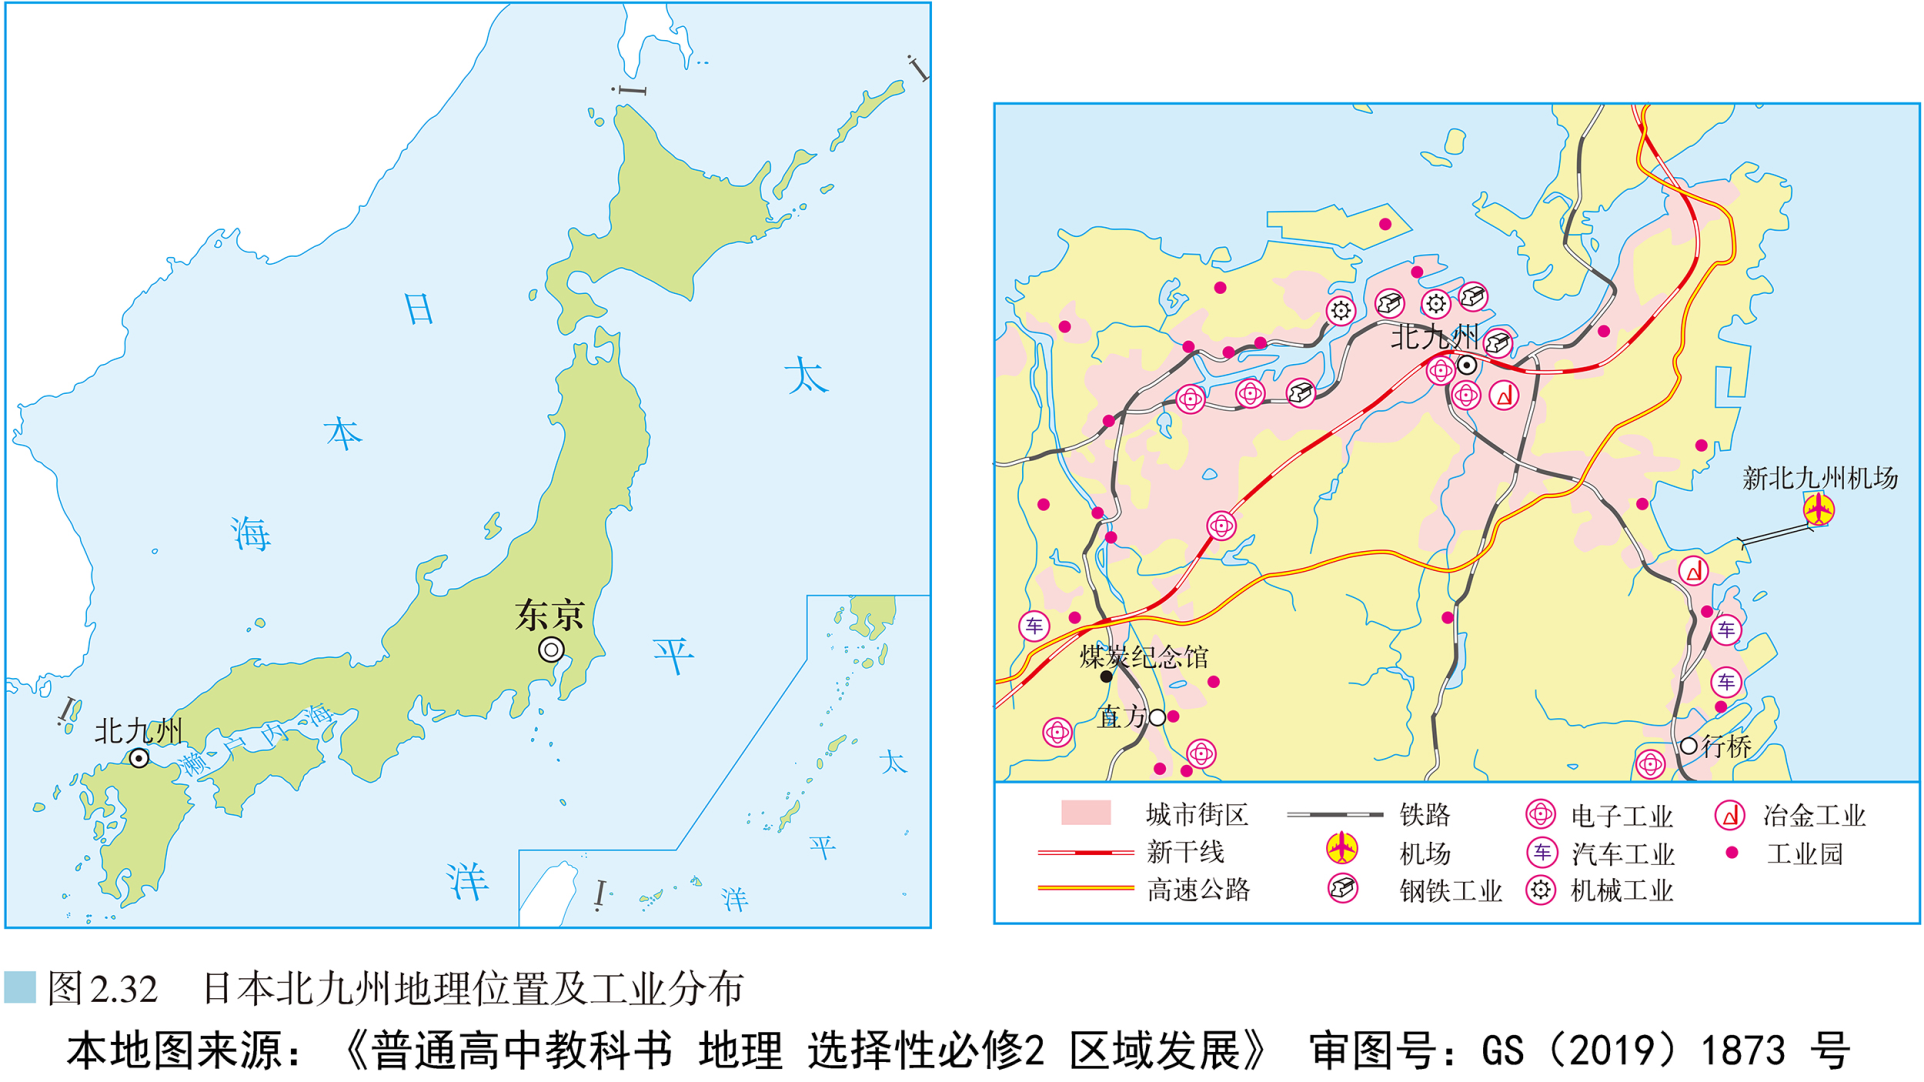 日
本
海
太
平
洋
东京
北九州
濑户内海
太
平
洋
北九州
新北九州机场
车
车
车
煤炭纪念馆
直方
行桥
城市街区
铁路
电子工业
冶金工业
新干线
机场
车
汽车工业
工业园
高速公路
钢铁工业
机械工业
图2.32 日本北九州地理位置及工业分布
本地图来源：《普通高中教科书 地理 选择性必修2 区域发展》 审图号：GS（2019）1873 号